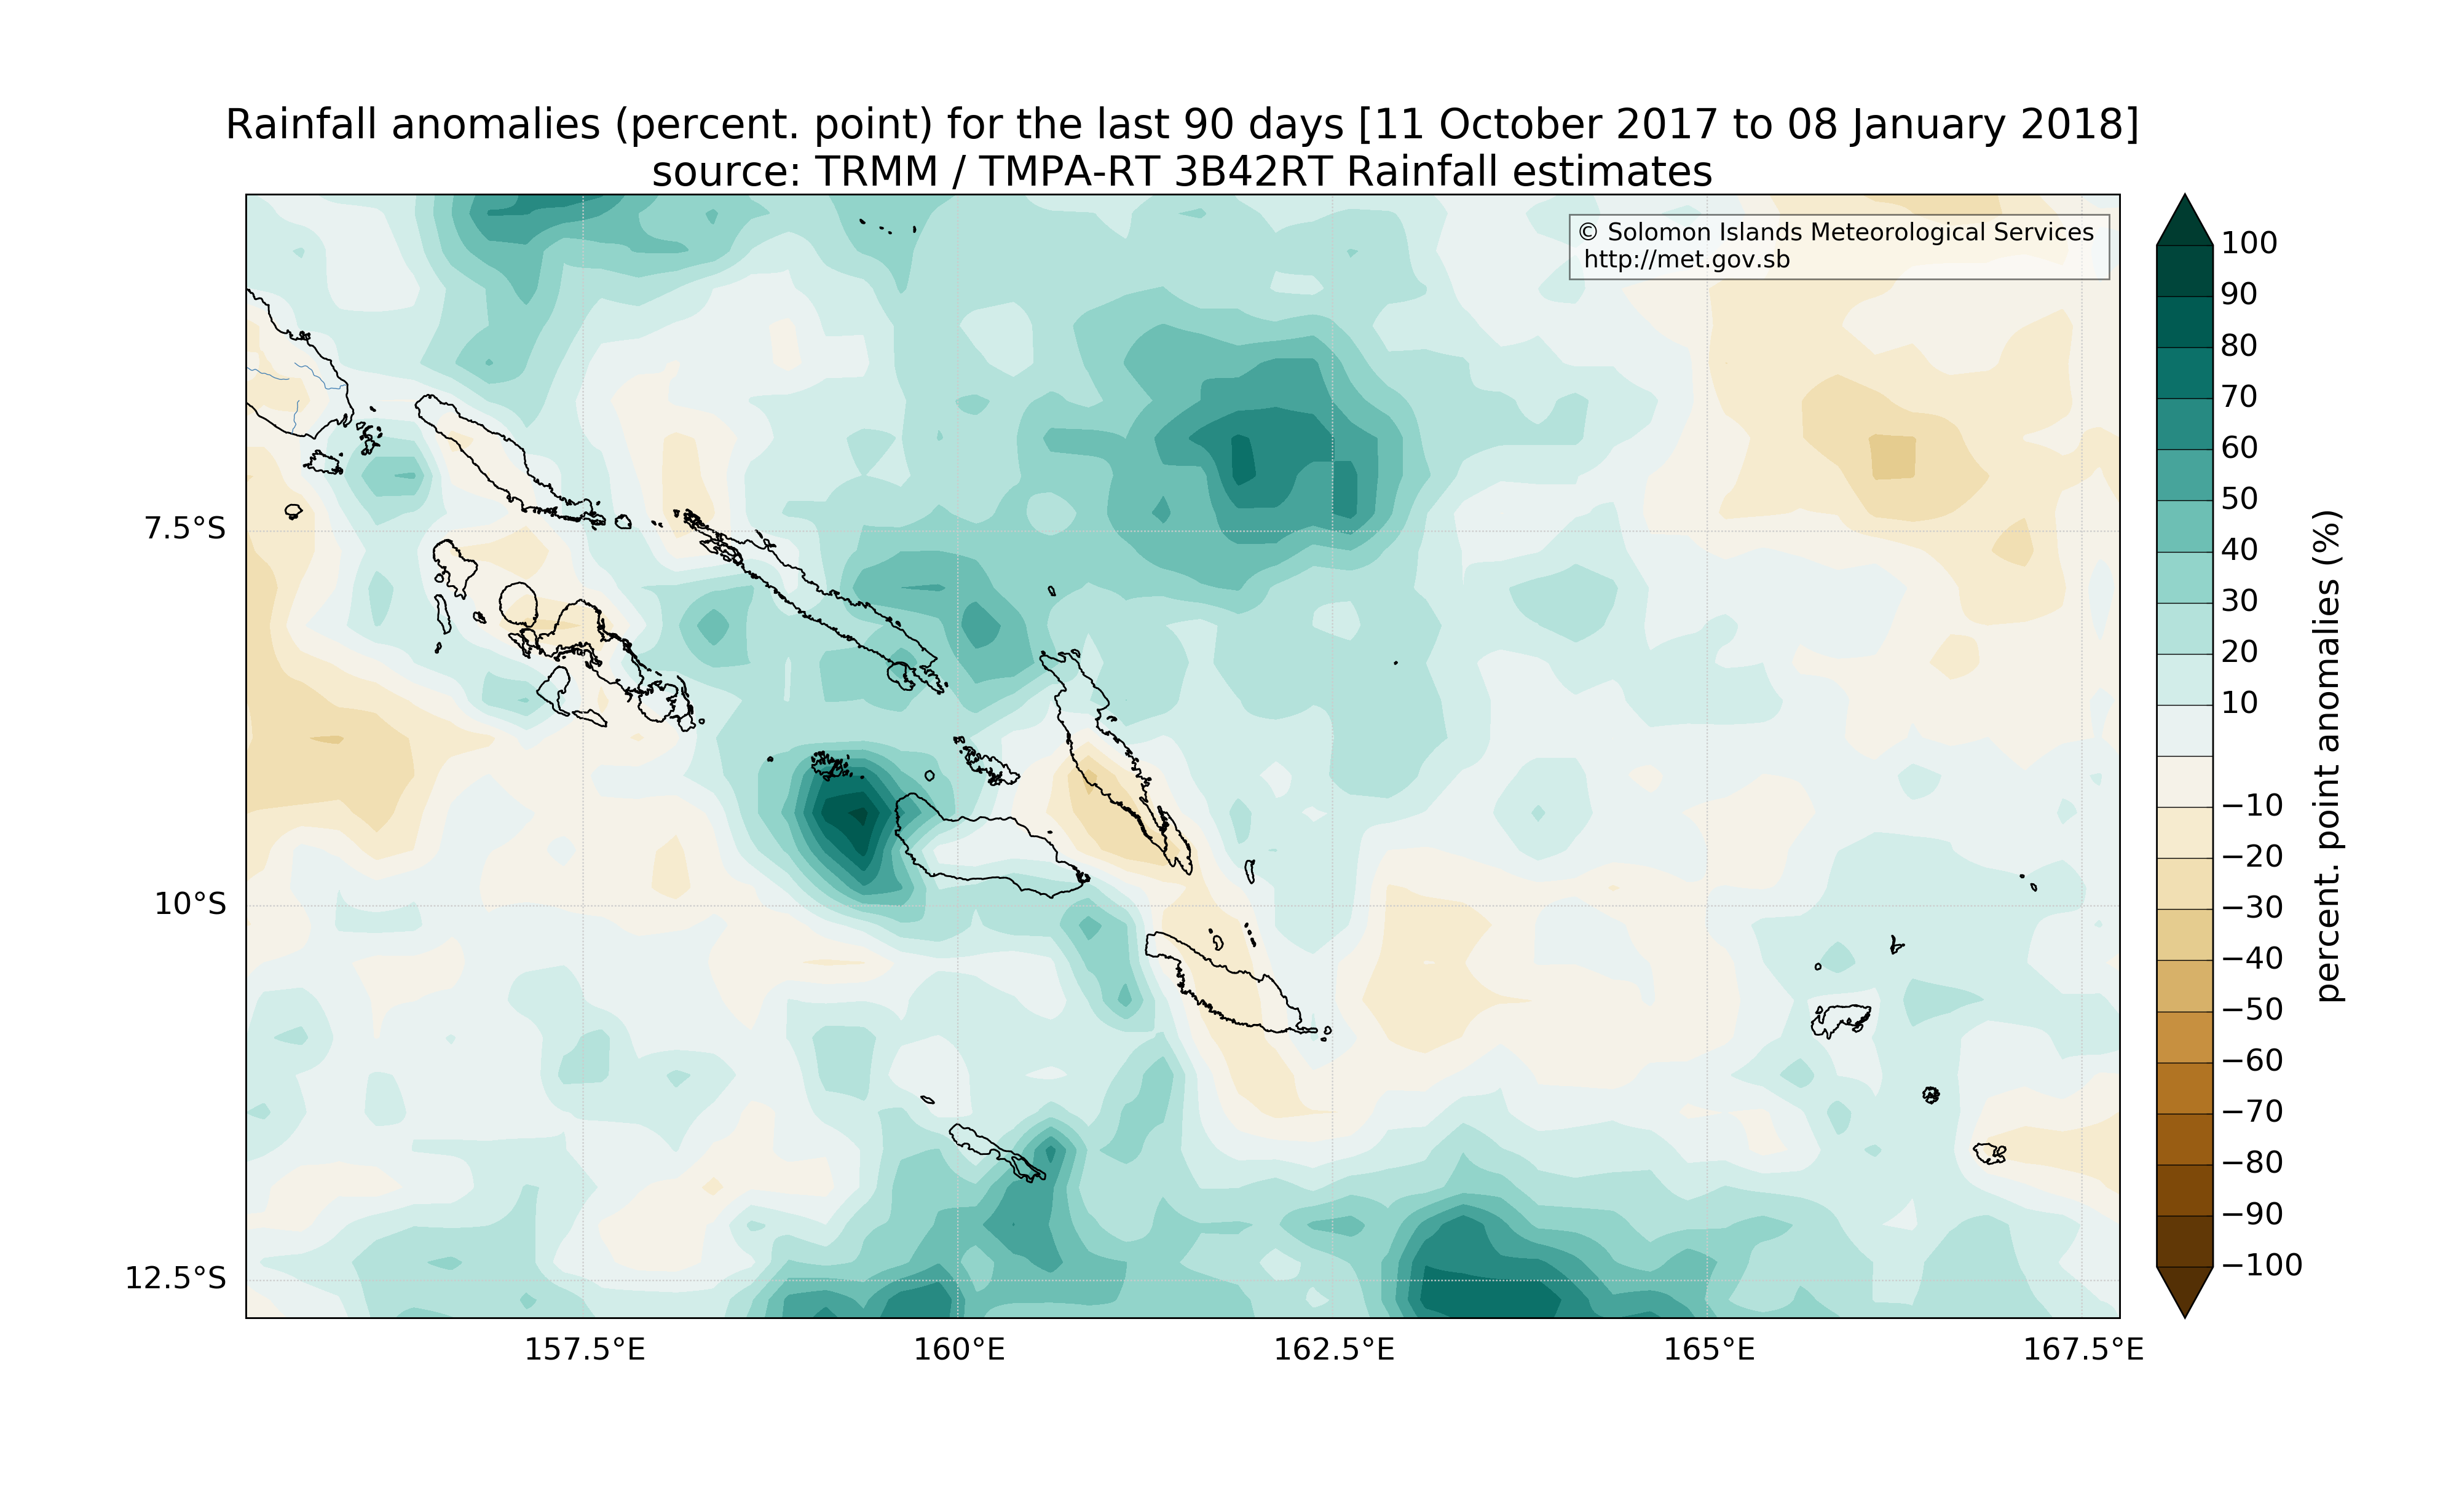 Rainfall anomalies (percent. point) for the last 90 days [11 October 2017 to 08 January 2018]
source: TRMM / TMPA-RT 3B42RT Rainfall estimates
© Solomon Islands Meteorological Services
http://met.gov.sb
7.5°S
10°S
12.5°S
157.5°E
160°E
162.5°E
165°E
167.5°E
100
90
80
70
60
50
40
30
20
10
−10
−20
−30
−40
−50
−60
−70
−80
−90
−100
percent. point anomalies (%)